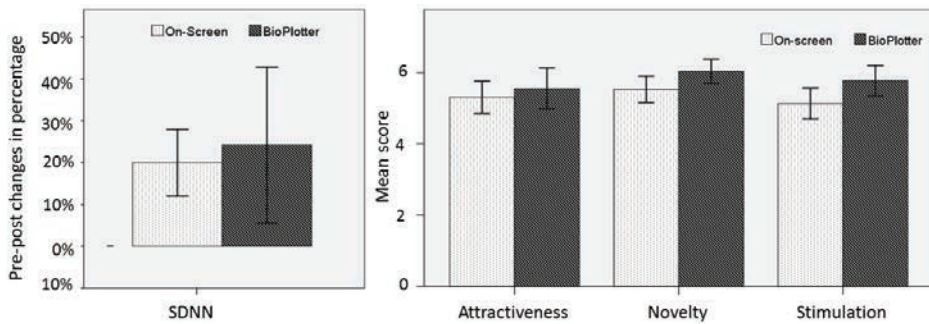 Pre-post changes in percentage
50%
40%
30%
20%
10%
0%
-
10%
On-Screen
BioPlotter
SDNN
Mean score
6
4
2
0
On-screen
BioPlotter
Attractiveness
Novelty
Stimulation